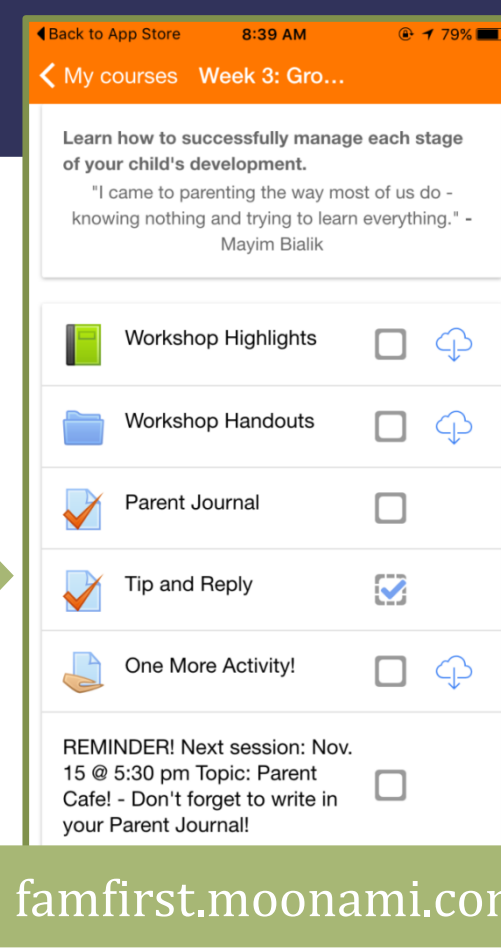 Back to App Store 8:39 AM 79%
My courses Week 3: Gro...
Learn how to successfully manage each stage
of your child's development.
"I came to parenting the way most of us do -
knowing nothing and trying to learn everything." -
Mayim Bialik
Workshop Highlights
Workshop Handouts
Parent Journal
Tip and Reply
One More Activity!
REMINDER! Next session: Nov.
15 @ 5:30 pm Topic: Parent
Cafe! - Don't forget to write in
your Parent Journal!
famfirst.moonami.com